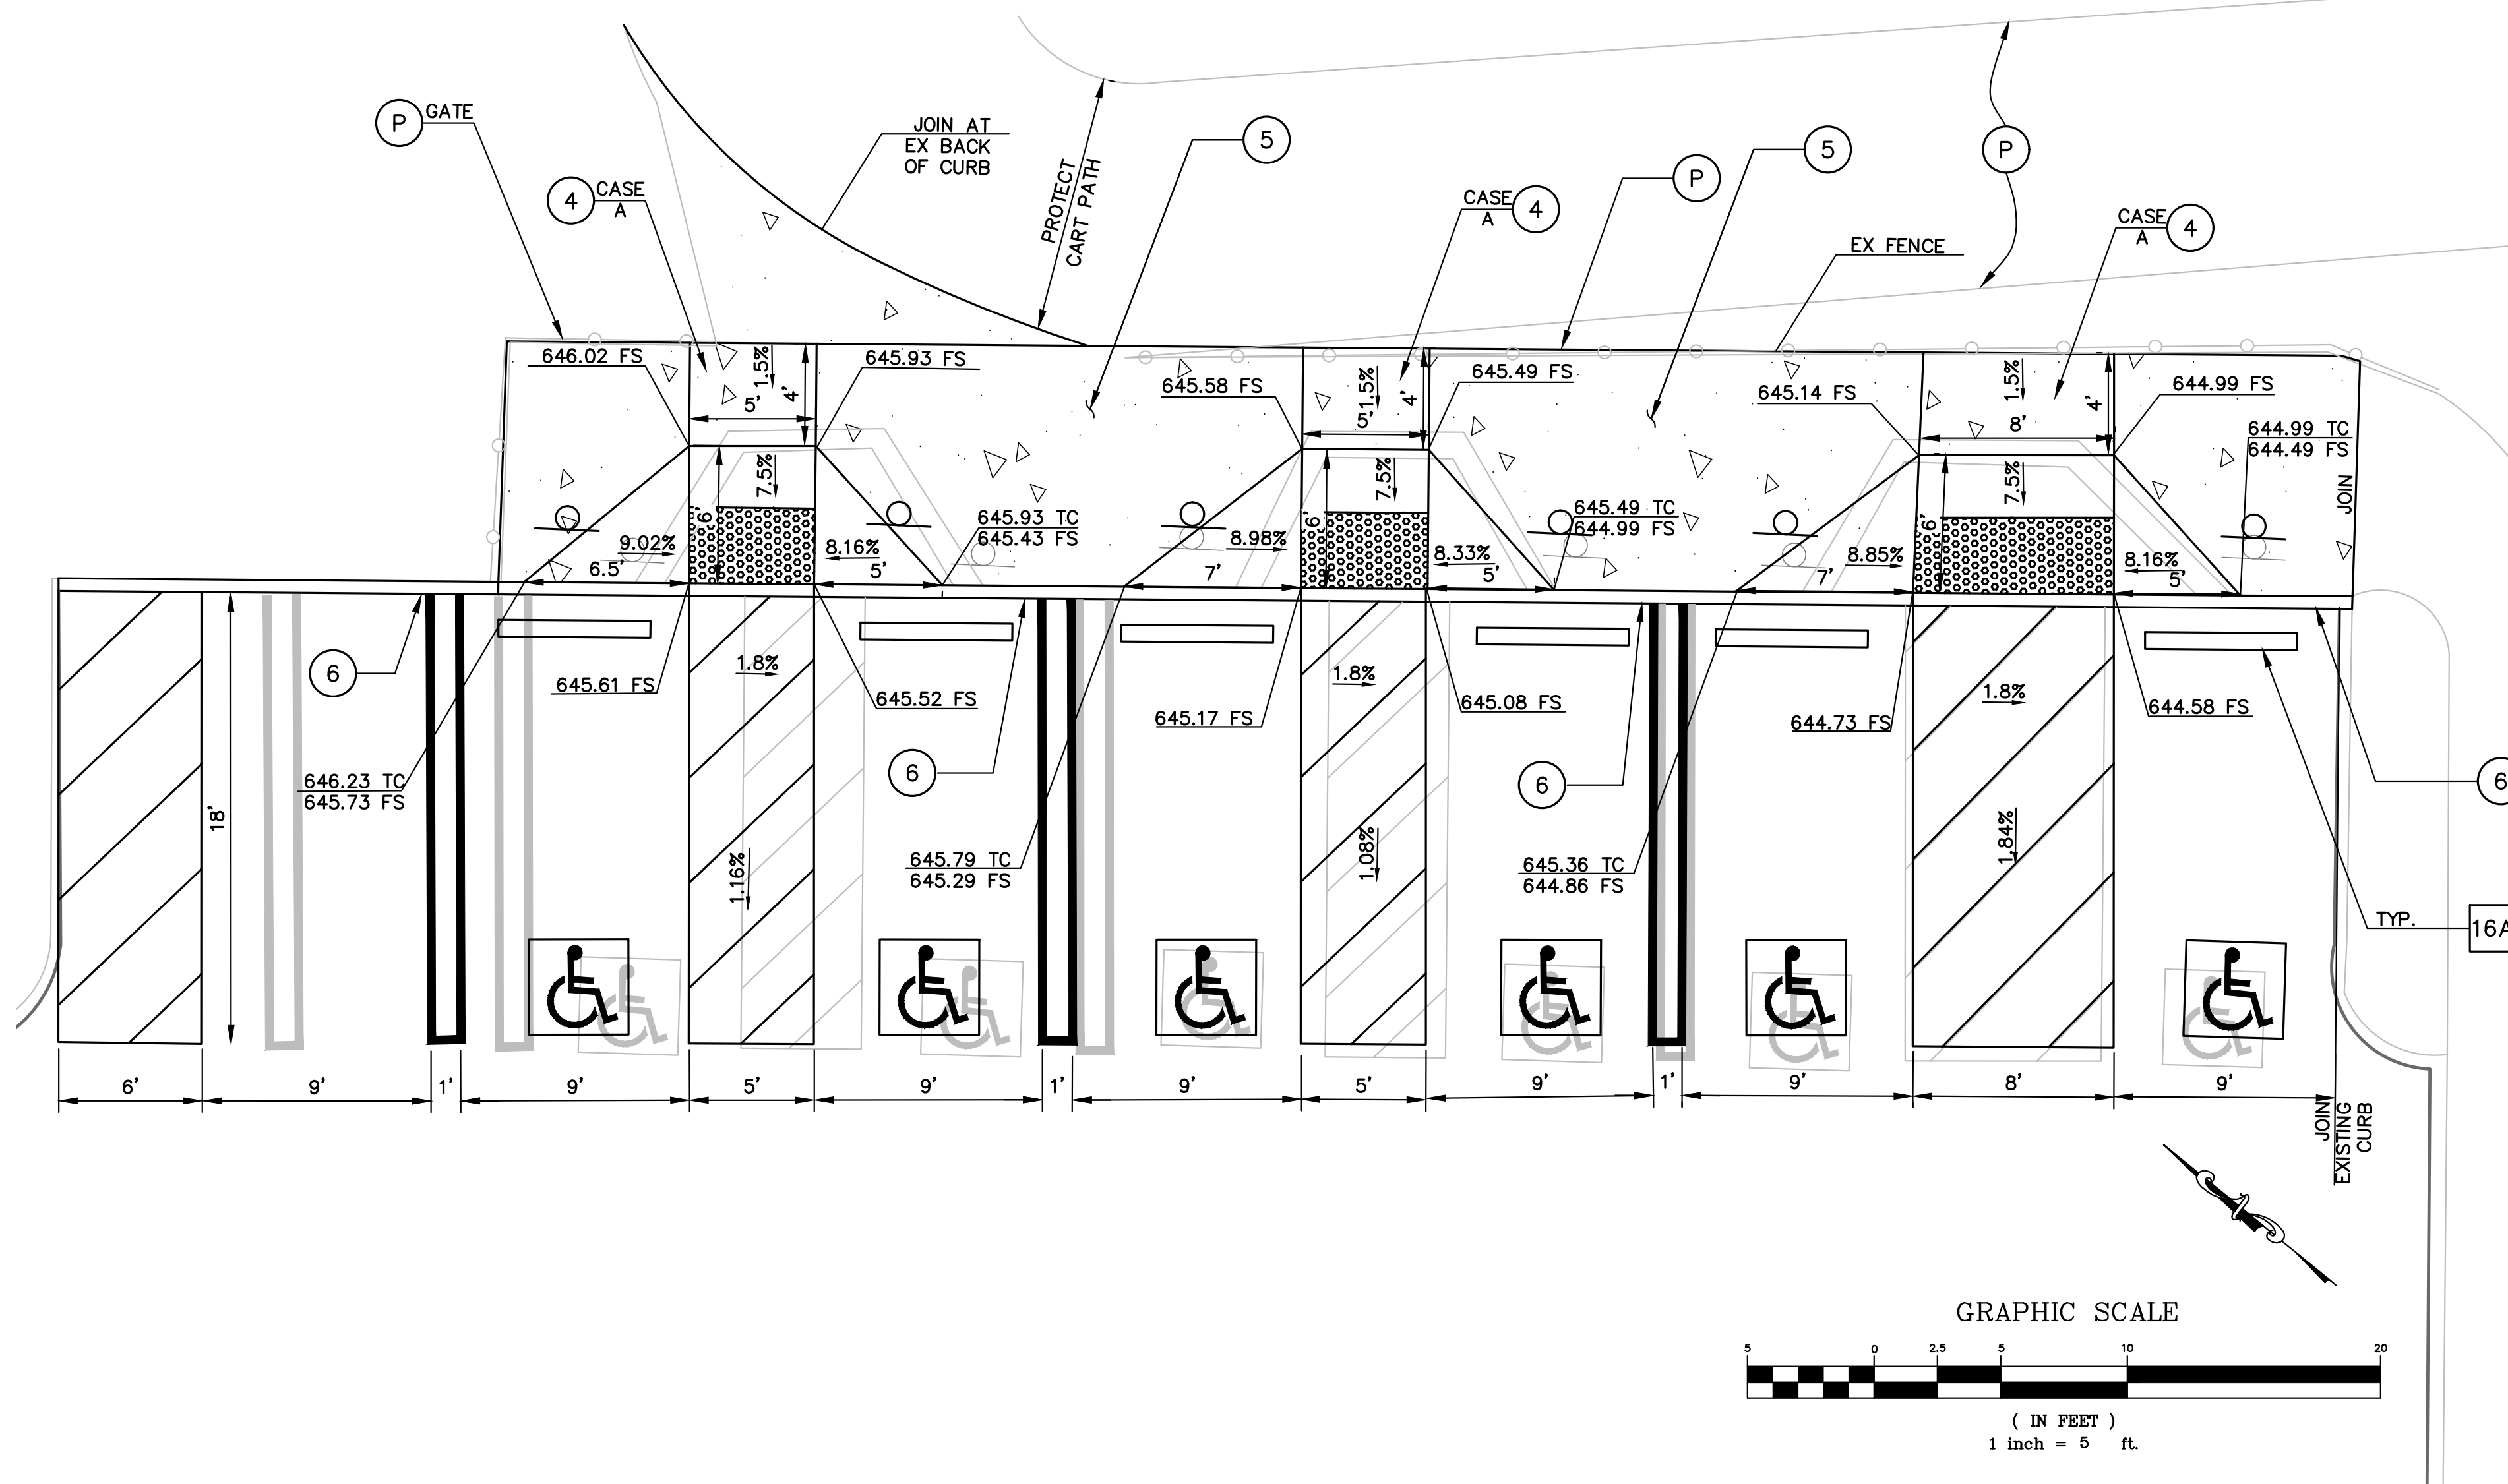 P GATE
JOIN AT
EX BACK
OF CURB
5
5
P
4 CASE
A
PROTECT
CART PATH
CASE 4
A
P
CASE 4
A
EX FENCE
646.02 FS
1.5%
4'
645.93 FS
5'
645.58 FS
1.5%
4'
645.49 FS
5'
645.14 FS
1.5%
4'
644.99 FS
8'
644.99 TC
644.49 FS
JOIN
7.5%
6'
7.5%
6'
7.5%
6'
9.02%
6.5'
8.16%
5'
645.93 TC
645.43 FS
8.98%
7'
8.33%
5'
645.49 TC
644.99 FS
8.85%
7'
8.16%
5'
6
645.61 FS
1.8%
645.52 FS
645.17 FS
1.8%
645.08 FS
644.73 FS
1.8%
644.58 FS
18'
646.23 TC
645.73 FS
6
6
6
1.16%
645.79 TC
645.29 FS
1.08%
645.36 TC
644.86 FS
1.84%
TYP.
16A
6'
9'
1'
9'
5'
9'
1'
9'
5'
9'
1'
9'
8'
9'
JOIN
EXISTING
CURB
GRAPHIC SCALE
5 0 2.5 5 10 20
( IN FEET )
1 inch = 5 ft.